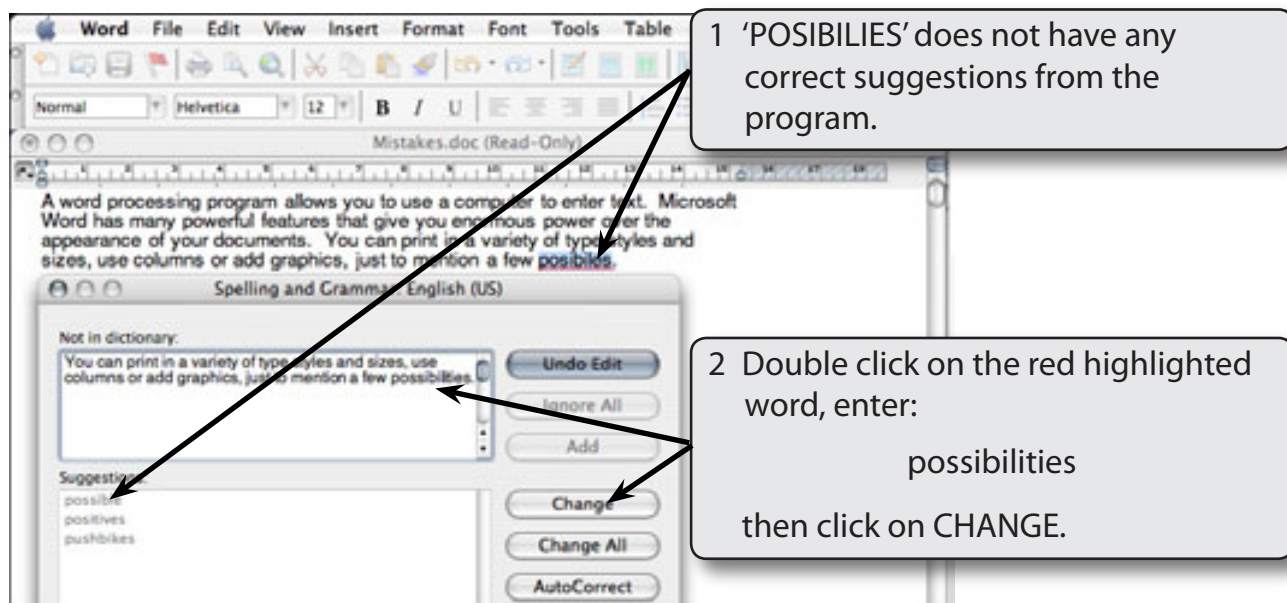 Word File Edit View Insert Format Font Tools Table
1 ‘POSIBILIES’ does not have any
correct suggestions from the
program.
Normal Helvetica 12 B I U
Mistakes.doc (Read-Only)
A word processing program allows you to use a computer to enter text. Microsoft
Word has many powerful features that give you enormous power over the
appearance of your documents. You can print in a variety of type styles and
sizes, use columns or add graphics, just to mention a few posibiles.
Spelling and Grammar: English (US)
Not in dictionary:
You can print in a variety of type styles and sizes, use
columns or add graphics, just to mention a few possibilities.
Undo Edit
Ignore All
Add
2 Double click on the red highlighted
word, enter:
possibilities
then click on CHANGE.
Suggestions:
possible
positives
pushbikes
Change
Change All
AutoCorrect